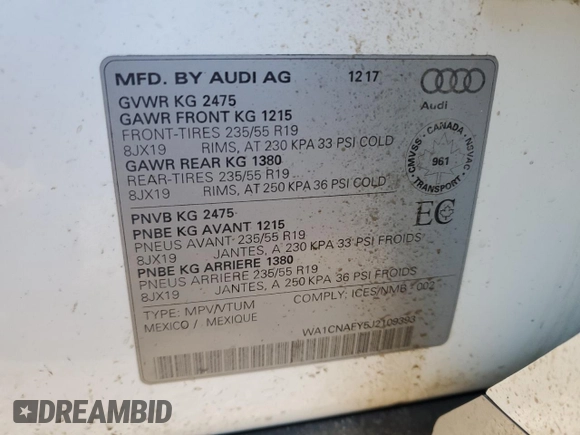 MFD. BY AUDI AG 12 17
Audi
GVWR KG 2475
GAWR FRONT KG 1215
FRONT-TIRES 235/55 R19
8JX19 RIMS, AT 230 KPA 33 PSI COLD
GAWR REAR KG 1380
REAR-TIRES 235/55 R19
8JX19 RIMS, AT 250 KPA 36 PSI COLD
CMVSS - CANADA - NSVAC
961
TRANSPORT
PNVB KG 2475
PNBE KG AVANT 1215
PNEUS AVANT 235/55 R19
8JX19 JANTES, A 230 KPA 33 PSI FROIDS
PNBE KG ARRIERE 1380
PNEUS ARRIERE 235/55 R19
8JX19 JANTES, A 250 KPA 36 PSI FROIDS
EC
TYPE: MPV/VTUM COMPLY: ICES/NMB - 002
MEXICO / MEXIQUE
WA1CNAFY6J2109393
DREAMBID